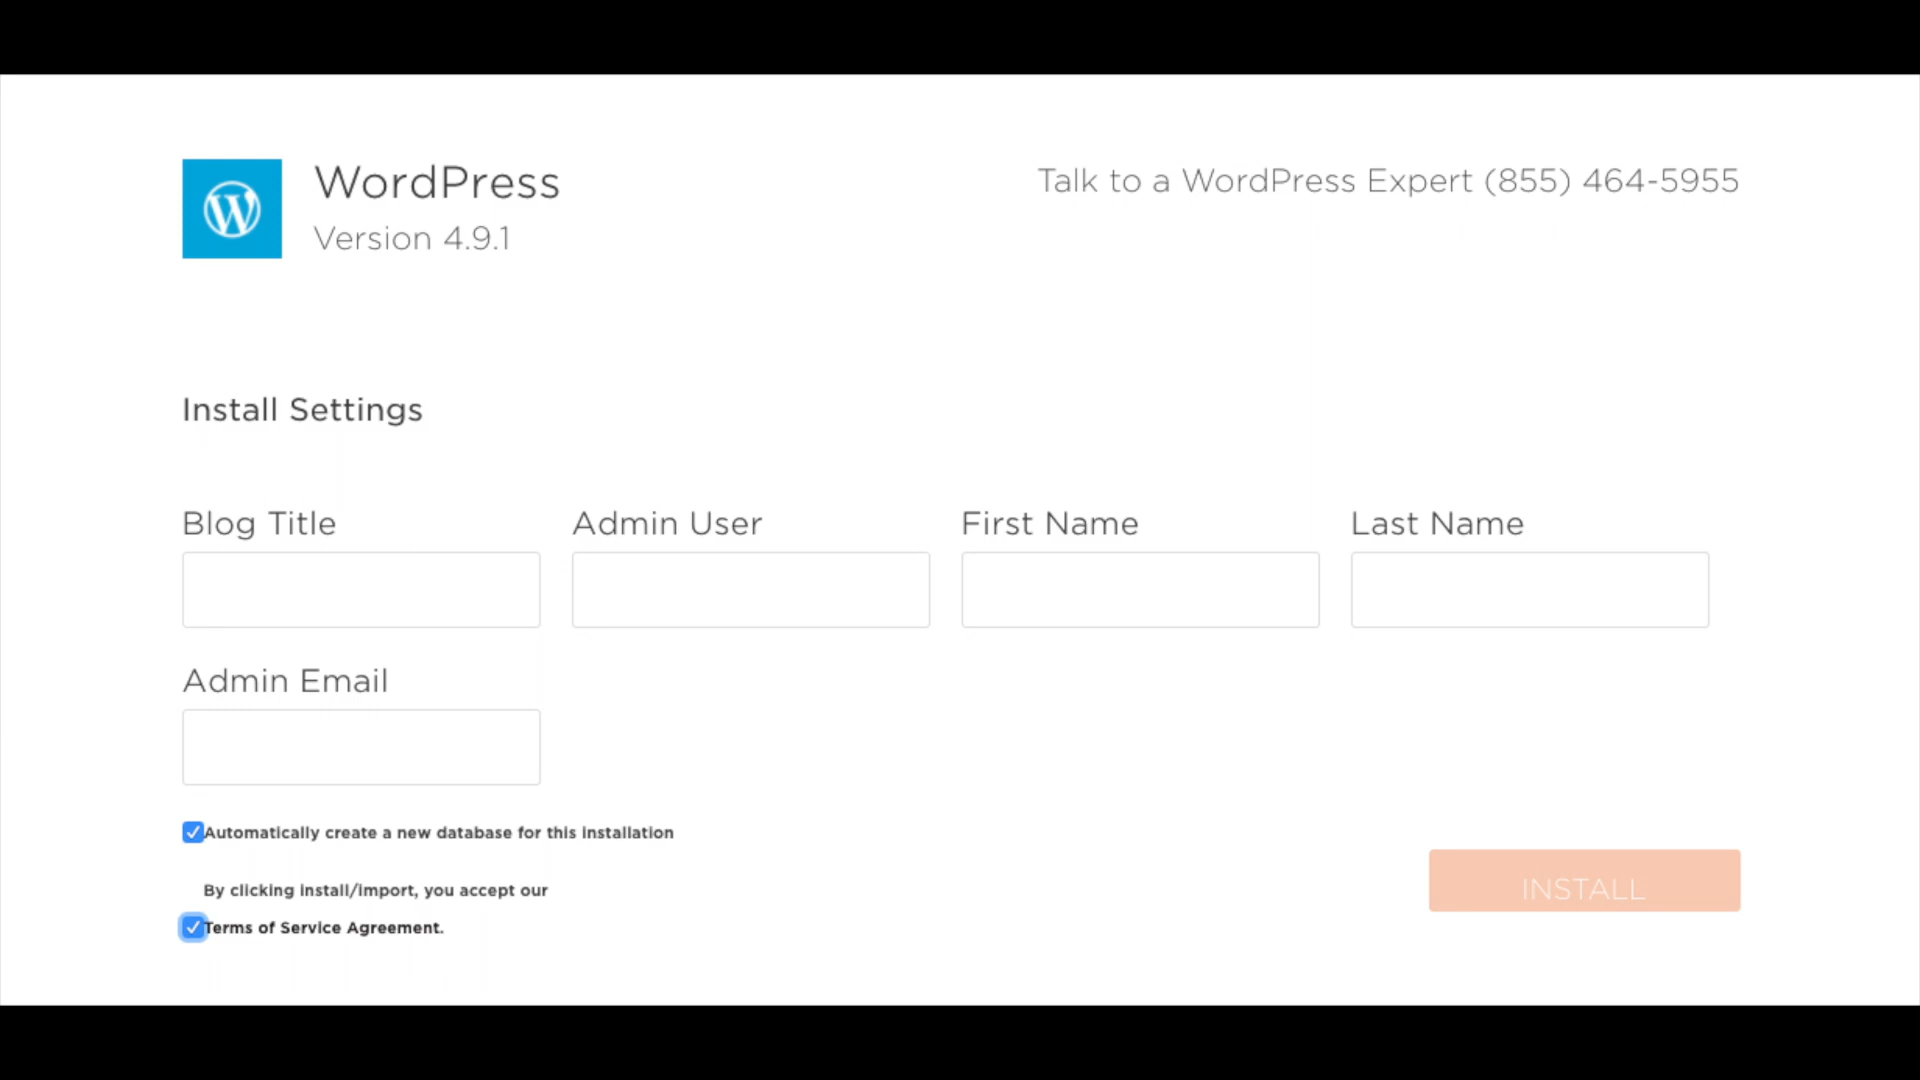 WordPress
Version 4.9.1
Talk to a WordPress Expert (855) 464-5955
Install Settings
Blog Title
Admin User
First Name
Last Name
Admin Email
Automatically create a new database for this installation
By clicking install/import, you accept our
Terms of Service Agreement.
INSTALL